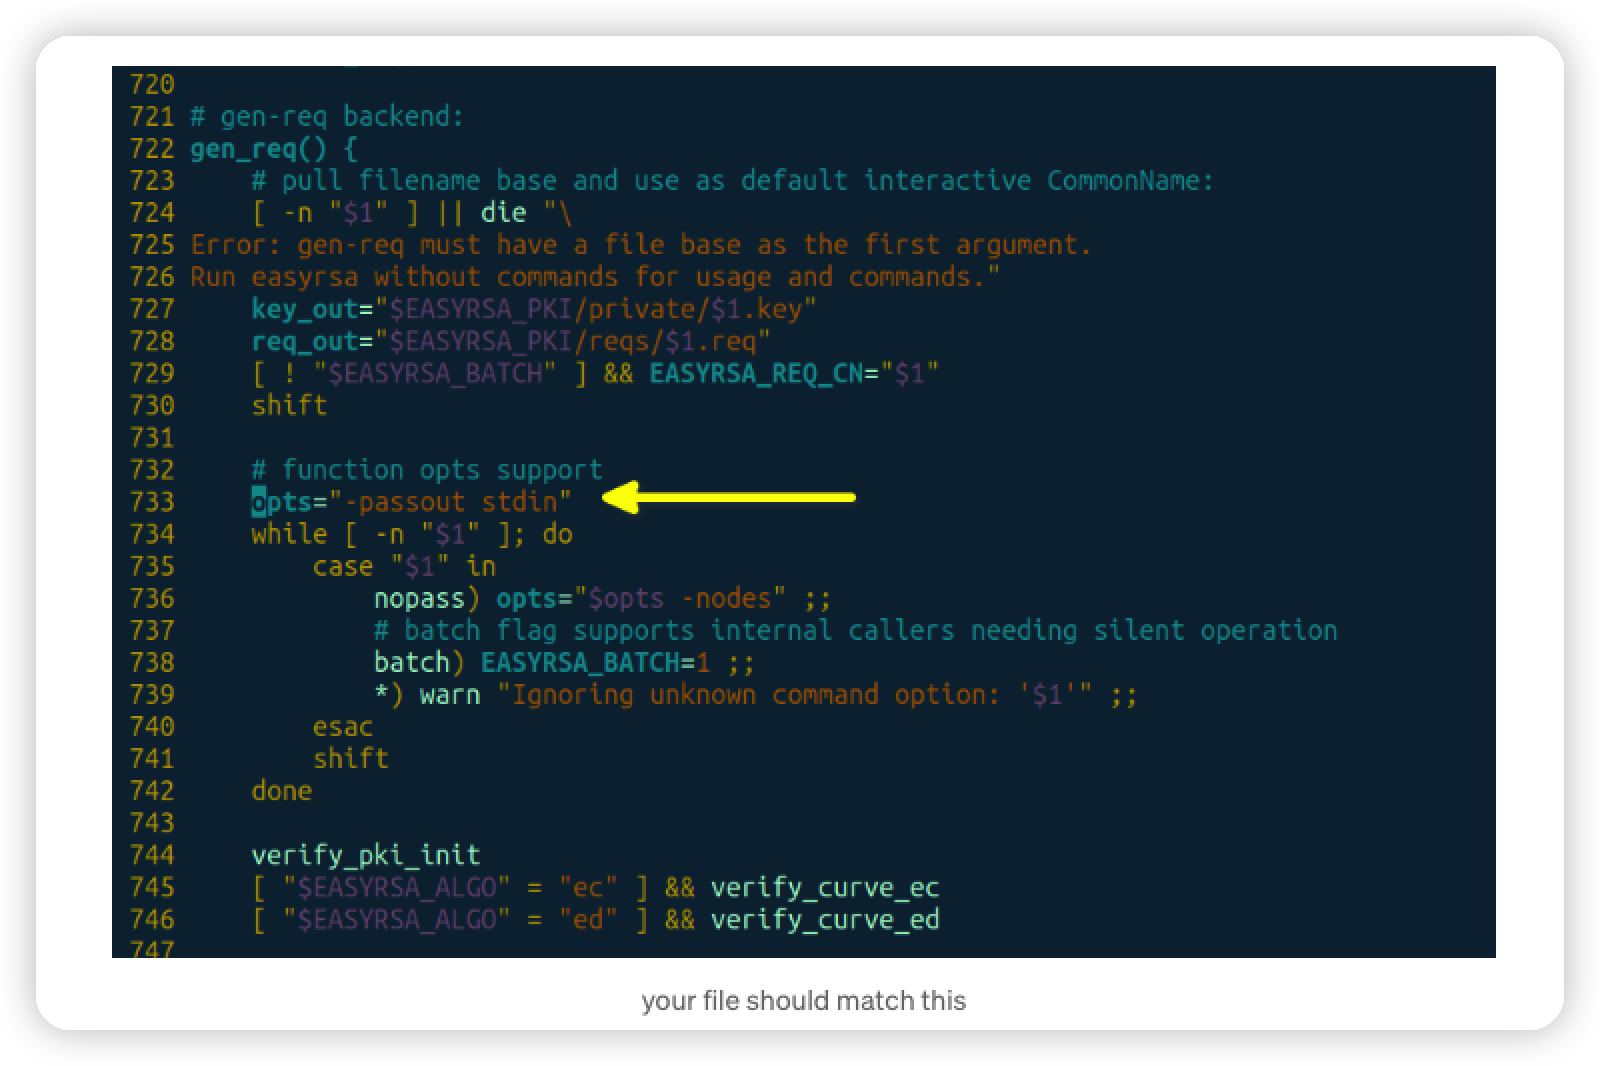 720
721 # gen-req backend:
722 gen_req() {
723     # pull filename base and use as default interactive CommonName:
724     [ -n "$1" ] || die "\
725 Error: gen-req must have a file base as the first argument.
726 Run easyrsa without commands for usage and commands."
727     key_out="$EASYRSA_PKI/private/$1.key"
728     req_out="$EASYRSA_PKI/reqs/$1.req"
729     [ ! "$EASYRSA_BATCH" ] && EASYRSA_REQ_CN="$1"
730     shift
731
732     # function opts support
733     opts="-passout stdin"
734     while [ -n "$1" ]; do
735         case "$1" in
736             nopass) opts="$opts -nodes" ;;
737             # batch flag supports internal callers needing silent operation
738             batch) EASYRSA_BATCH=1 ;;
739             *) warn "Ignoring unknown command option: '$1'" ;;
740         esac
741         shift
742     done
743
744     verify_pki_init
745     [ "$EASYRSA_ALGO" = "ec" ] && verify_curve_ec
746     [ "$EASYRSA_ALGO" = "ed" ] && verify_curve_ed
747
your file should match this